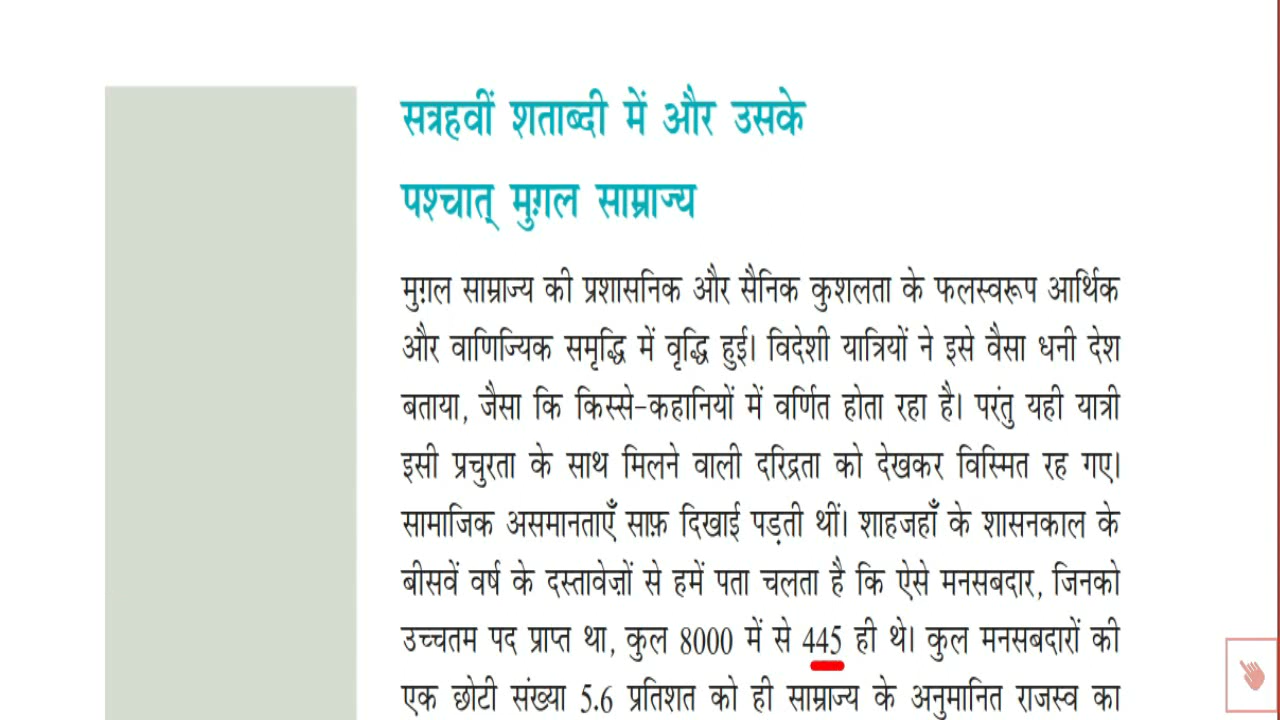 सत्रहवीं शताब्दी में और उसके
पश्चात् मुग़ल साम्राज्य
मुग़ल साम्राज्य की प्रशासनिक और सैनिक कुशलता के फलस्वरूप आर्थिक
और वाणिज्यिक समृद्धि में वृद्धि हुई। विदेशी यात्रियों ने इसे वैसा धनी देश
बताया, जैसा कि किस्से-कहानियों में वर्णित होता रहा है। परंतु यही यात्री
इसी प्रचुरता के साथ मिलने वाली दरिद्रता को देखकर विस्मित रह गए।
सामाजिक असमानताएँ साफ़ दिखाई पड़ती थीं। शाहजहाँ के शासनकाल के
बीसवें वर्ष के दस्तावेज़ों से हमें पता चलता है कि ऐसे मनसबदार, जिनको
उच्चतम पद प्राप्त था, कुल 8000 में से 445 ही थे। कुल मनसबदारों की
एक छोटी संख्या 5.6 प्रतिशत को ही साम्राज्य के अनुमानित राजस्व का